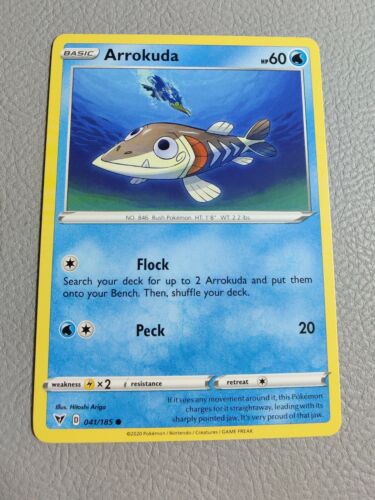 BASIC Arrokuda HP60
NO. 846 Rush Pokémon HT: 1'8" WT: 2.2 lbs.
Flock
Search your deck for up to 2 Arrokuda and put them
onto your Bench. Then, shuffle your deck.
Peck 20
weakness ×2 resistance retreat
Illus. Hitoshi Ariga
D 041/185
If it sees any movement around it, this Pokémon
charges for it straightaway, leading with its
sharply pointed jaw. It's very proud of that jaw.
©2020 Pokémon / Nintendo / Creatures / GAME FREAK